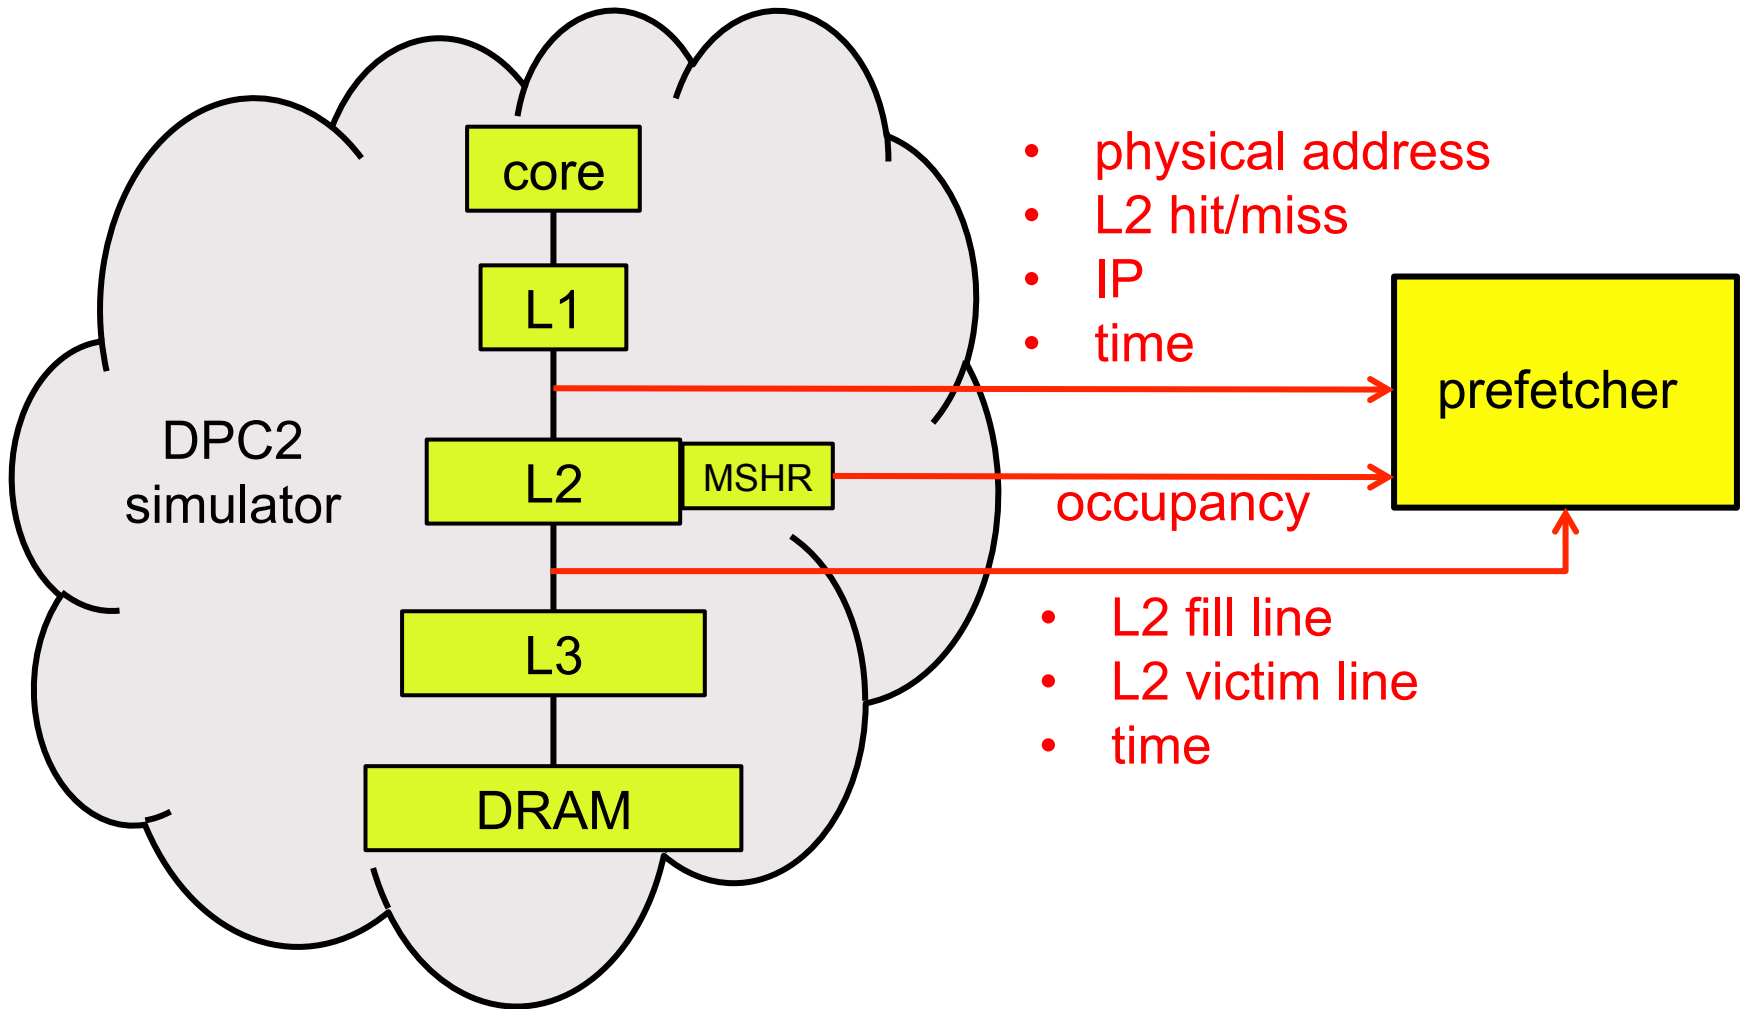 core
L1
DPC2
simulator
L2
MSHR
L3
DRAM
• physical address
• L2 hit/miss
• IP
• time
prefetcher
occupancy
• L2 fill line
• L2 victim line
• time